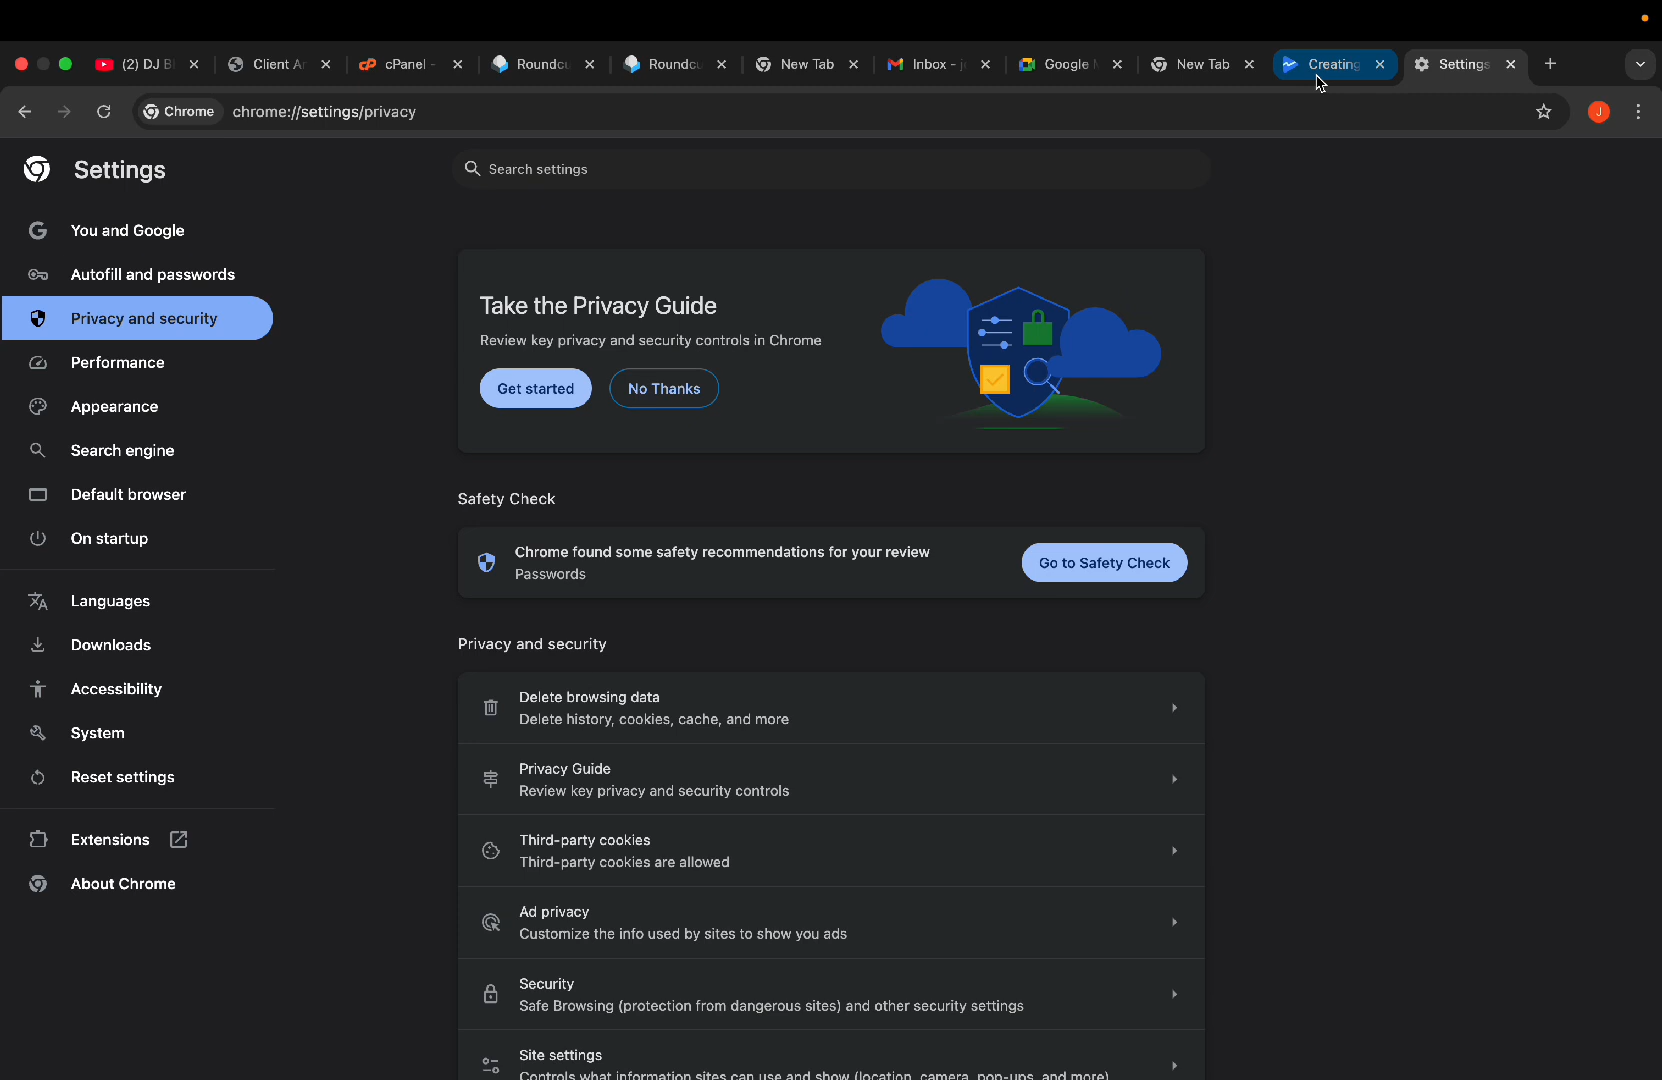 (2) DJ B
Client Ar
cPanel -
Roundcu
Roundcu
New Tab
Inbox - j
Google
New Tab
Creating
Settings
Chrome
chrome://settings/privacy
J
Settings
Search settings
You and Google
Autofill and passwords
Privacy and security
Performance
Appearance
Search engine
Default browser
On startup
Languages
Downloads
Accessibility
System
Reset settings
Extensions
About Chrome
Take the Privacy Guide
Review key privacy and security controls in Chrome
Get started
No Thanks
Safety Check
Chrome found some safety recommendations for your review
Passwords
Go to Safety Check
Privacy and security
Delete browsing data
Delete history, cookies, cache, and more
Privacy Guide
Review key privacy and security controls
Third-party cookies
Third-party cookies are allowed
Ad privacy
Customize the info used by sites to show you ads
Security
Safe Browsing (protection from dangerous sites) and other security settings
Site settings
Controls what information sites can use and show (location, camera, pop-ups, and more)